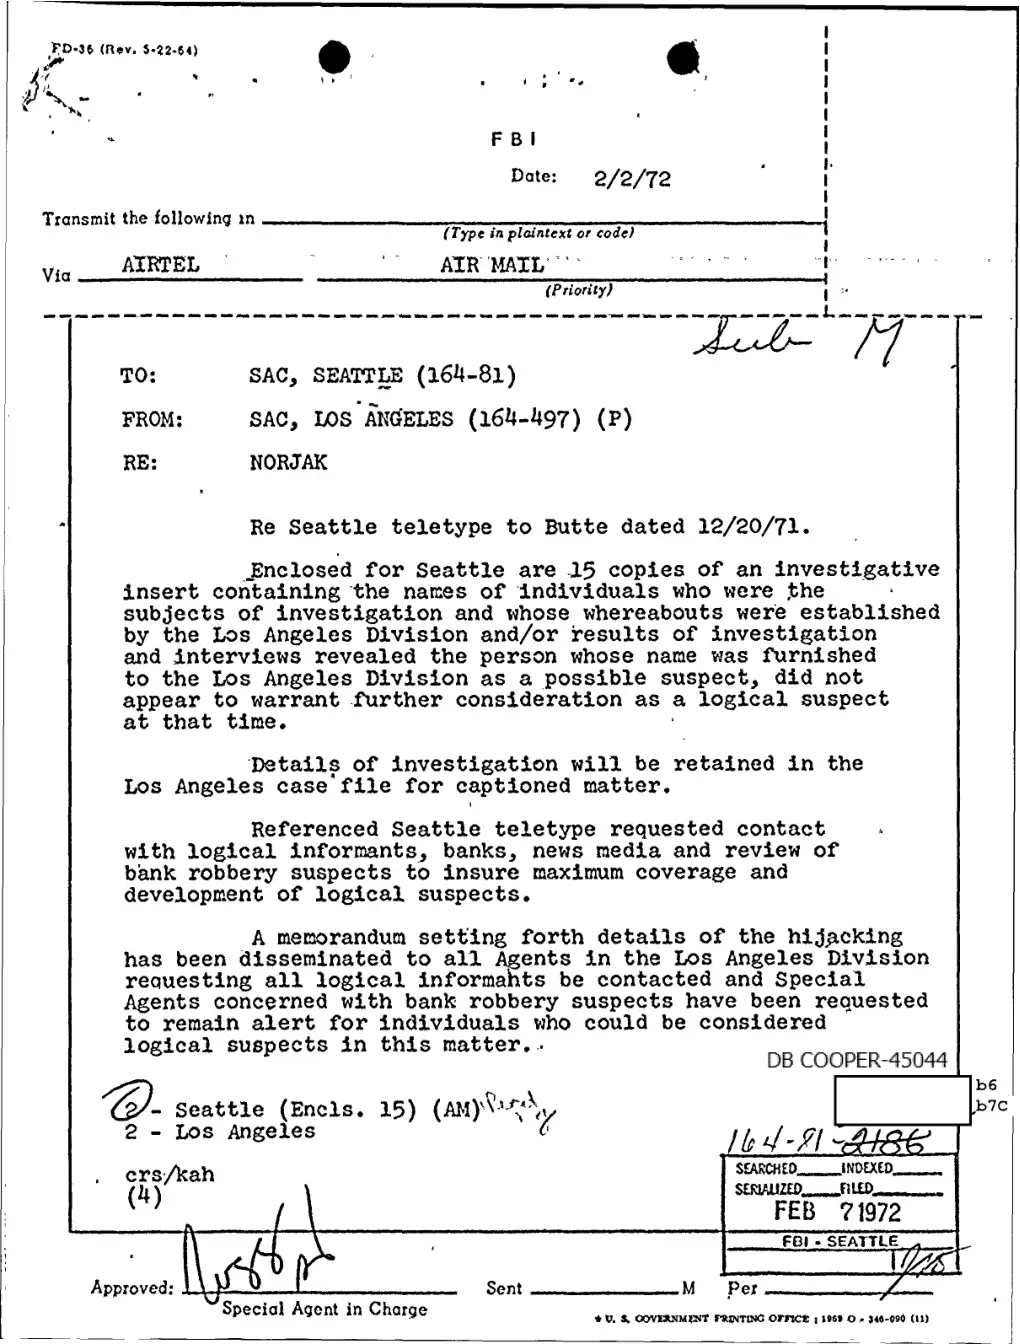 FD-36 (Rev. 5-22-64)
F B I
Date: 2/2/72
Transmit the following in
(Type in plaintext or code)
Via AIRTEL AIR MAIL
(Priority)
Sub M
TO: SAC, SEATTLE (164-81)
FROM: SAC, LOS ANGELES (164-497) (P)
RE: NORJAK
Re Seattle teletype to Butte dated 12/20/71.
Enclosed for Seattle are 15 copies of an investigative
insert containing the names of individuals who were the
subjects of investigation and whose whereabouts were established
by the Los Angeles Division and/or results of investigation
and interviews revealed the person whose name was furnished
to the Los Angeles Division as a possible suspect, did not
appear to warrant further consideration as a logical suspect
at that time.
Details of investigation will be retained in the
Los Angeles case file for captioned matter.
Referenced Seattle teletype requested contact
with logical informants, banks, news media and review of
bank robbery suspects to insure maximum coverage and
development of logical suspects.
A memorandum setting forth details of the hijacking
has been disseminated to all Agents in the Los Angeles Division
requesting all logical informants be contacted and Special
Agents concerned with bank robbery suspects have been requested
to remain alert for individuals who could be considered
logical suspects in this matter.
DB COOPER-45044
b6
b7C
2 - Seattle (Encls. 15) (AM)
2 - Los Angeles
164-81-2186
crs/kah
(4)
SEARCHED INDEXED
SERIALIZED FILED
FEB 7 1972
FBI - SEATTLE
Approved: Sent M Per
Special Agent in Charge
* U. S. GOVERNMENT PRINTING OFFICE : 1969 O - 346-090 (11)